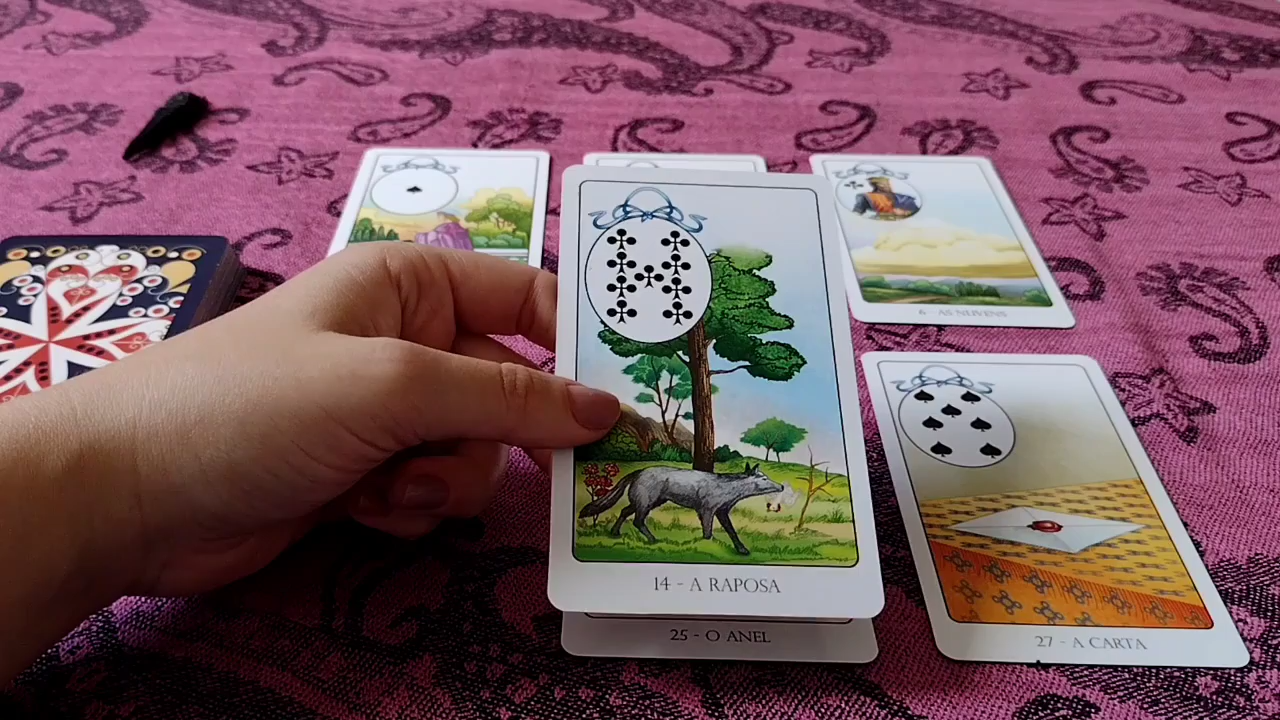 6 - AS NUVENS
14 - A RAPOSA
25 - O ANEL
27 - A CARTA